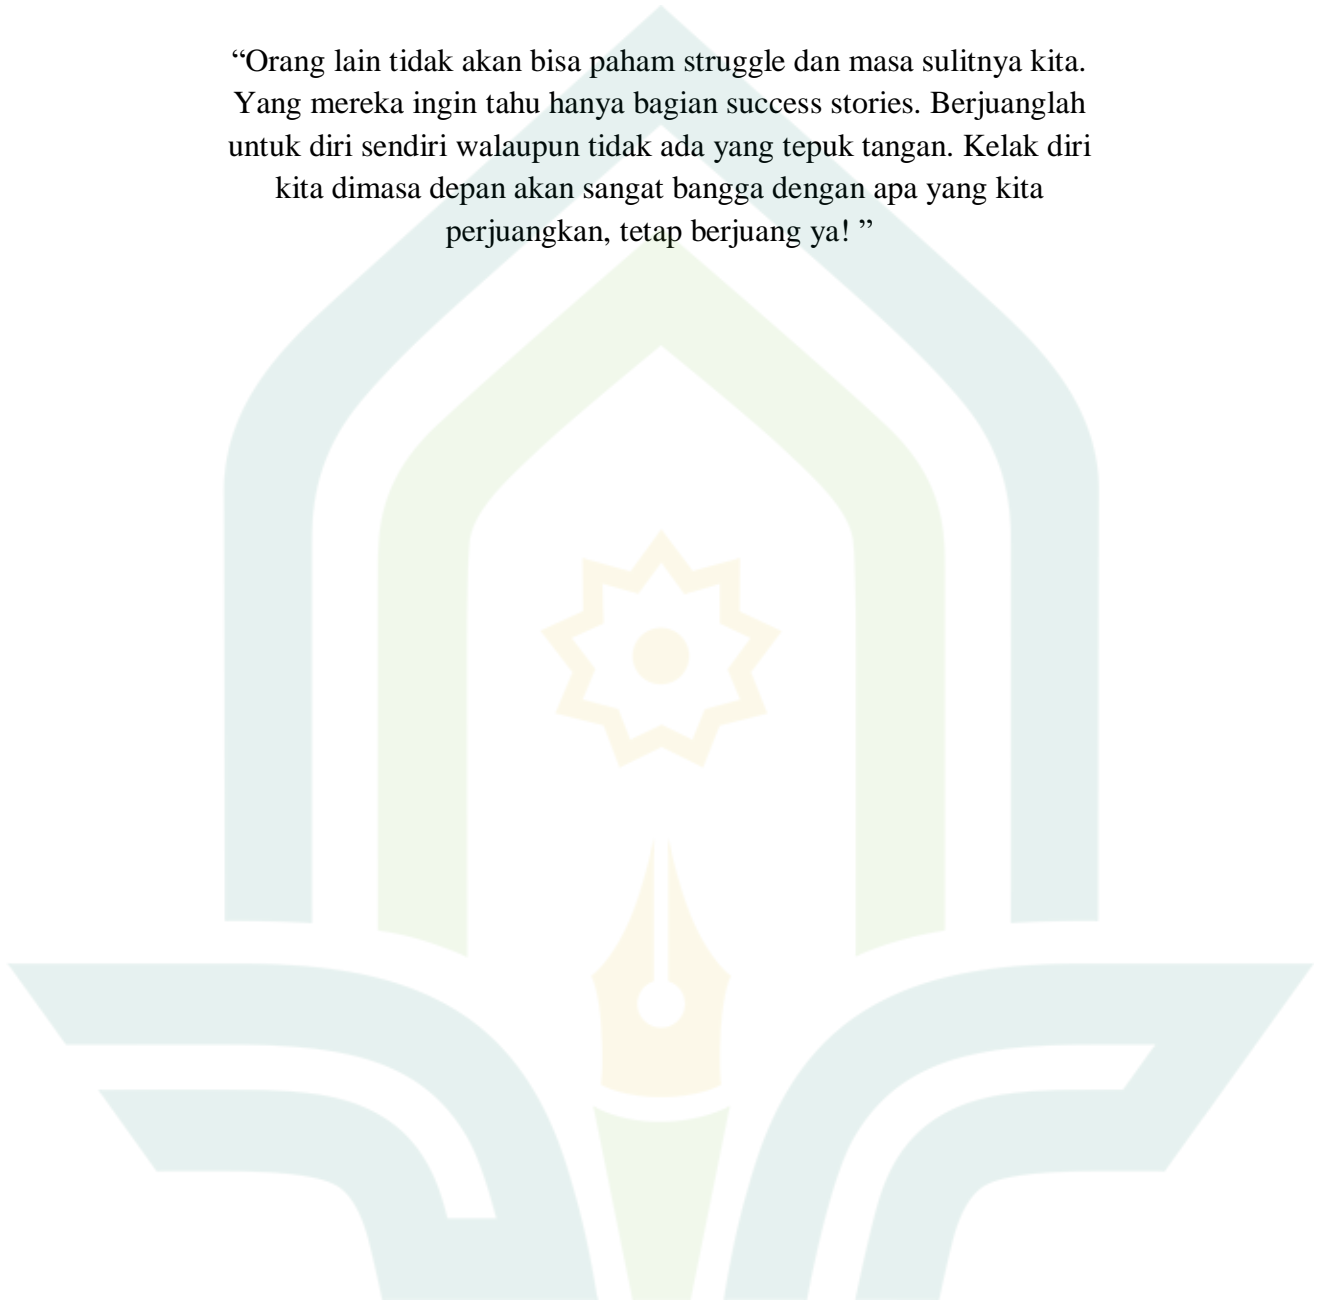 “Orang lain tidak akan bisa paham struggle dan masa sulitnya kita.
Yang mereka ingin tahu hanya bagian success stories. Berjuanglah
untuk diri sendiri walaupun tidak ada yang tepuk tangan. Kelak diri
kita dimasa depan akan sangat bangga dengan apa yang kita
perjuangkan, tetap berjuang ya! ”